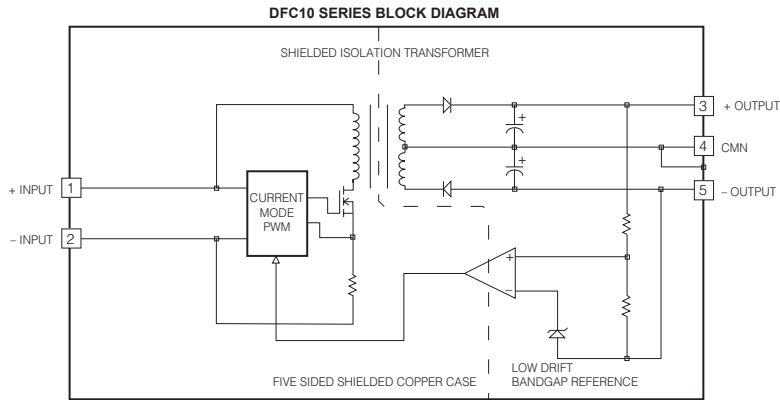 DFC10 SERIES BLOCK DIAGRAM
SHIELDED ISOLATION TRANSFORMER
+
3
+ OUTPUT
4
CMN
+
5
– OUTPUT
+ INPUT
1
CURRENT
MODE
PWM
– INPUT
2
+
–
FIVE SIDED SHIELDED COPPER CASE
LOW DRIFT
BANDGAP REFERENCE